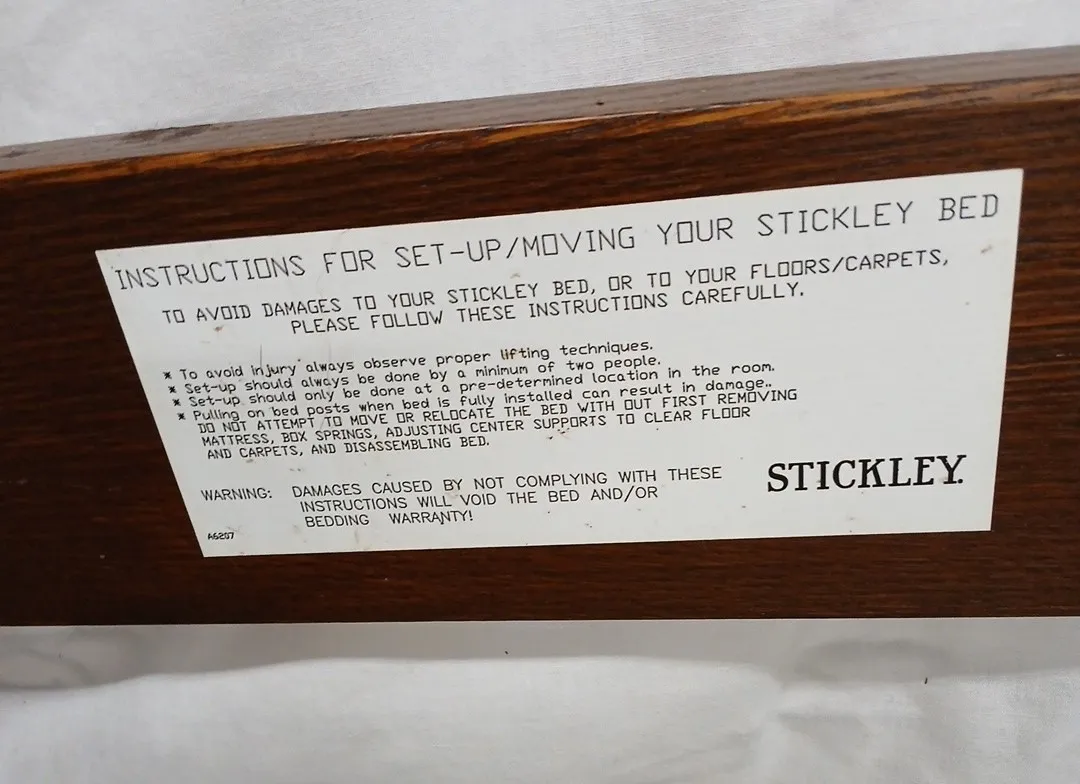 INSTRUCTIONS FOR SET-UP/MOVING YOUR STICKLEY BED
TO AVOID DAMAGES TO YOUR STICKLEY BED, OR TO YOUR FLOORS/CARPETS,
PLEASE FOLLOW THESE INSTRUCTIONS CAREFULLY.
* To avoid injury always observe proper lifting techniques.
* Set-up should always be done by a minimum of two people.
* Set-up should only be done at a pre-determined location in the room.
* Pulling on bed posts when bed is fully installed can result in damage..
DO NOT ATTEMPT TO MOVE OR RELOCATE THE BED WITH OUT FIRST REMOVING
MATTRESS, BOX SPRINGS, ADJUSTING CENTER SUPPORTS TO CLEAR FLOOR
AND CARPETS, AND DISASSEMBLING BED.
WARNING: DAMAGES CAUSED BY NOT COMPLYING WITH THESE
INSTRUCTIONS WILL VOID THE BED AND/OR
BEDDING WARRANTY!
STICKLEY.
A6207